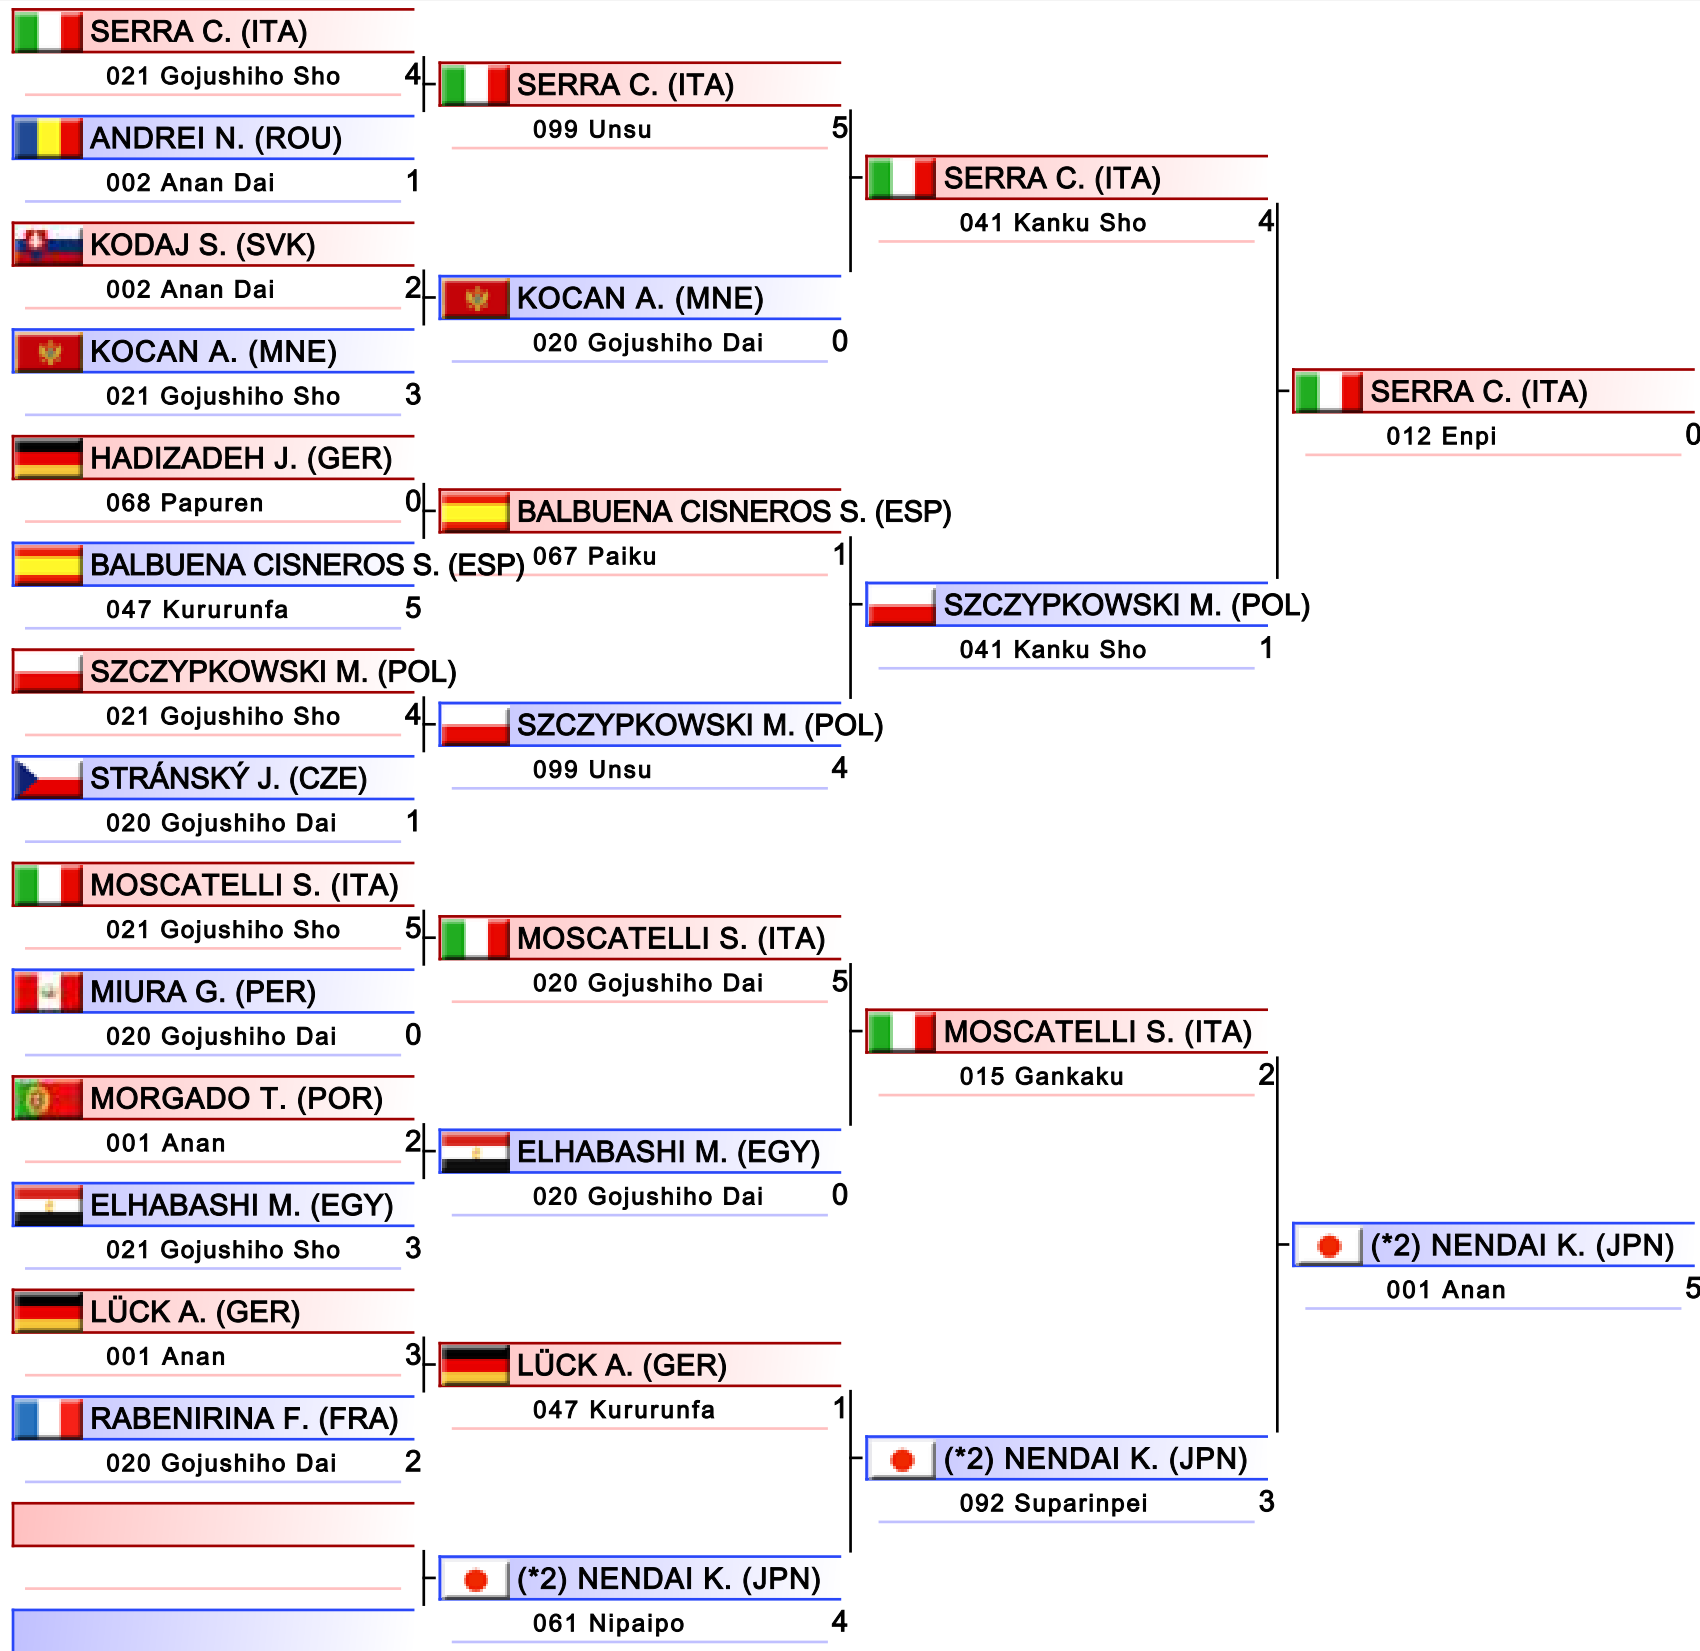 SERRA C. (ITA)
021 Gojushiho Sho 4
ANDREI N. (ROU)
002 Anan Dai 1
KODAJ S. (SVK)
002 Anan Dai 2
KOCAN A. (MNE)
021 Gojushiho Sho 3
HADIZADEH J. (GER)
068 Papuren 0
BALBUENA CISNEROS S. (ESP)
047 Kururunfa 5
SZCZYPKOWSKI M. (POL)
021 Gojushiho Sho 4
STRÁNSKÝ J. (CZE)
020 Gojushiho Dai 1
MOSCATELLI S. (ITA)
021 Gojushiho Sho 5
MIURA G. (PER)
020 Gojushiho Dai 0
MORGADO T. (POR)
001 Anan 2
ELHABASHI M. (EGY)
021 Gojushiho Sho 3
LÜCK A. (GER)
001 Anan 3
RABENIRINA F. (FRA)
020 Gojushiho Dai 2
SERRA C. (ITA)
099 Unsu 5
KOCAN A. (MNE)
020 Gojushiho Dai 0
BALBUENA CISNEROS S. (ESP)
067 Paiku 1
SZCZYPKOWSKI M. (POL)
099 Unsu 4
MOSCATELLI S. (ITA)
020 Gojushiho Dai 5
ELHABASHI M. (EGY)
020 Gojushiho Dai 0
LÜCK A. (GER)
047 Kururunfa 1
(*2) NENDAI K. (JPN)
061 Nipaipo 4
SERRA C. (ITA)
041 Kanku Sho 4
SZCZYPKOWSKI M. (POL)
041 Kanku Sho 1
MOSCATELLI S. (ITA)
015 Gankaku 2
(*2) NENDAI K. (JPN)
092 Suparinpei 3
SERRA C. (ITA)
012 Enpi 0
(*2) NENDAI K. (JPN)
001 Anan 5